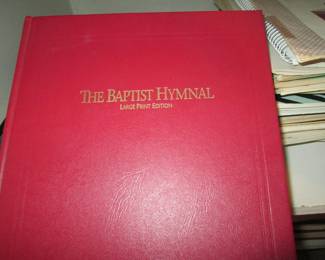 THE BAPTIST HYMNAL
LARGE PRINT EDITION